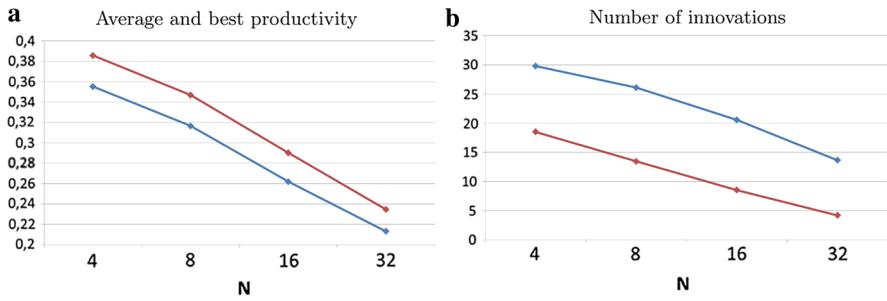 a
Average and best productivity
0,4
0,38
0,36
0,34
0,32
0,3
0,28
0,26
0,24
0,22
0,2
4 8 16 32
N
b
Number of innovations
35
30
25
20
15
10
5
0
4 8 16 32
N